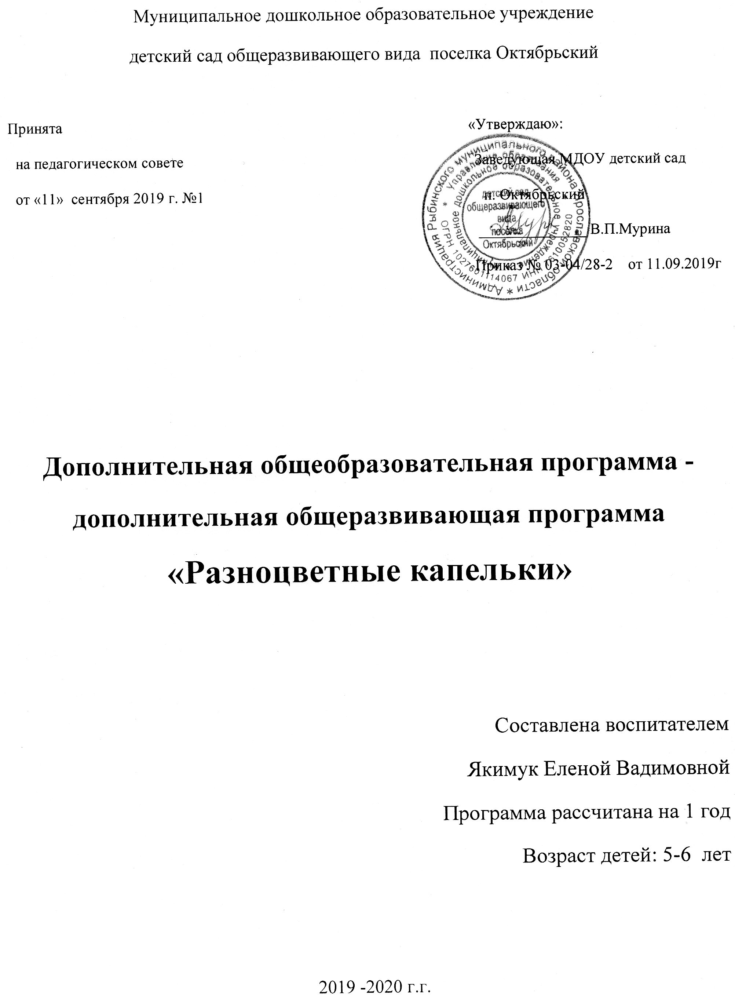 Муниципальное дошкольное образовательное учреждение
детский сад общеразвивающего вида поселка Октябрьский
Принята
«Утверждаю»:
на педагогическом совете
Заведующая МДОУ детский сад
от «11» сентября 2019 г. №1
п. Октябрьский
В.П.Мурина
Приказ № 03-04/28-2 от 11.09.2019г
Администрация Рыбинского муниципального района Ярославской области *
* Управление образования
ОГРН 1027601114067 ИНН 7610052820
муниципальное дошкольное образовательное учреждение
детский сад
общеразвивающего
вида
посёлка
Октябрьский
Дополнительная общеобразовательная программа -
дополнительная общеразвивающая программа
«Разноцветные капельки»
Составлена воспитателем
Якимук Еленой Вадимовной
Программа рассчитана на 1 год
Возраст детей: 5-6 лет
2019 -2020 г.г.